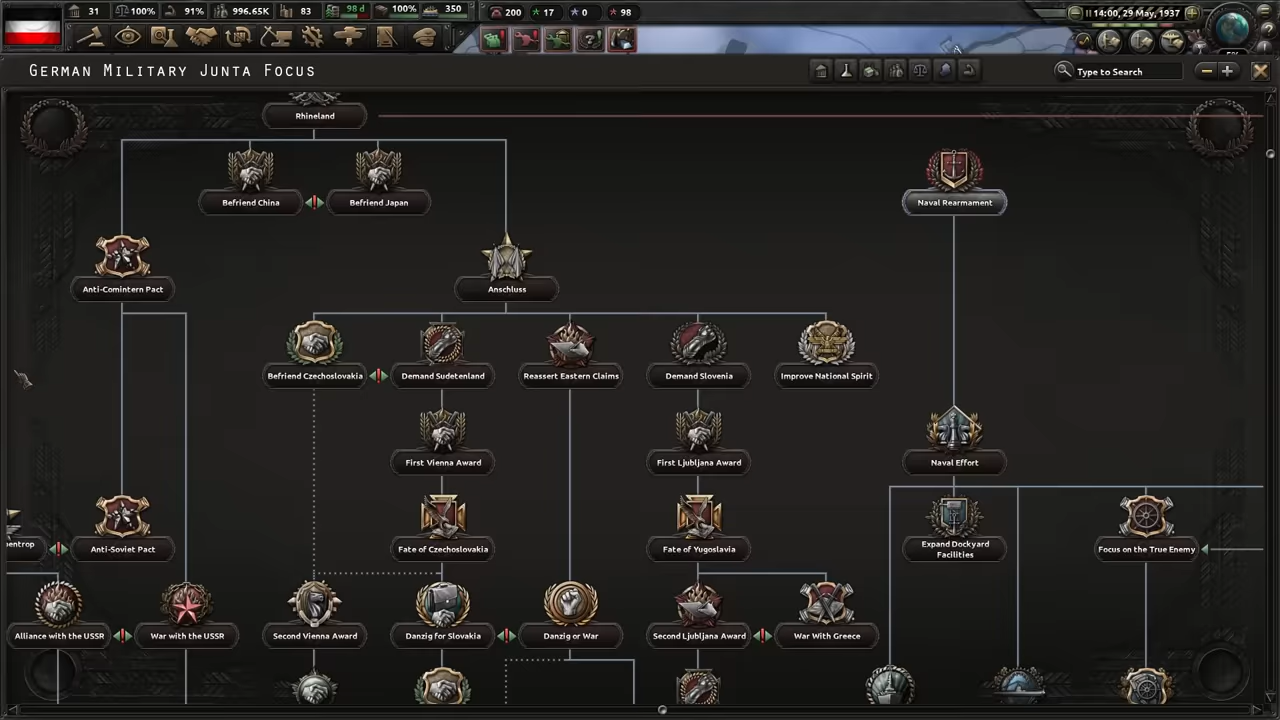 31 100% 91% 996.65K 83 98 d 100% 350 200 17 0 98 14:00, 29 May, 1937
German Military Junta Focus
Type to Search
Rhineland
Befriend China Befriend Japan Naval Rearmament
Anti-Comintern Pact Anschluss
Befriend Czechoslovakia Demand Sudetenland Reassert Eastern Claims Demand Slovenia Improve National Spirit
First Vienna Award First Ljubljana Award Naval Effort
pentrop Anti-Soviet Pact Fate of Czechoslovakia Fate of Yugoslavia Expand Dockyard
Facilities
Focus on the True Enemy
Alliance with the USSR War with the USSR Second Vienna Award Danzig for Slovakia Danzig or War Second Ljubljana Award War With Greece